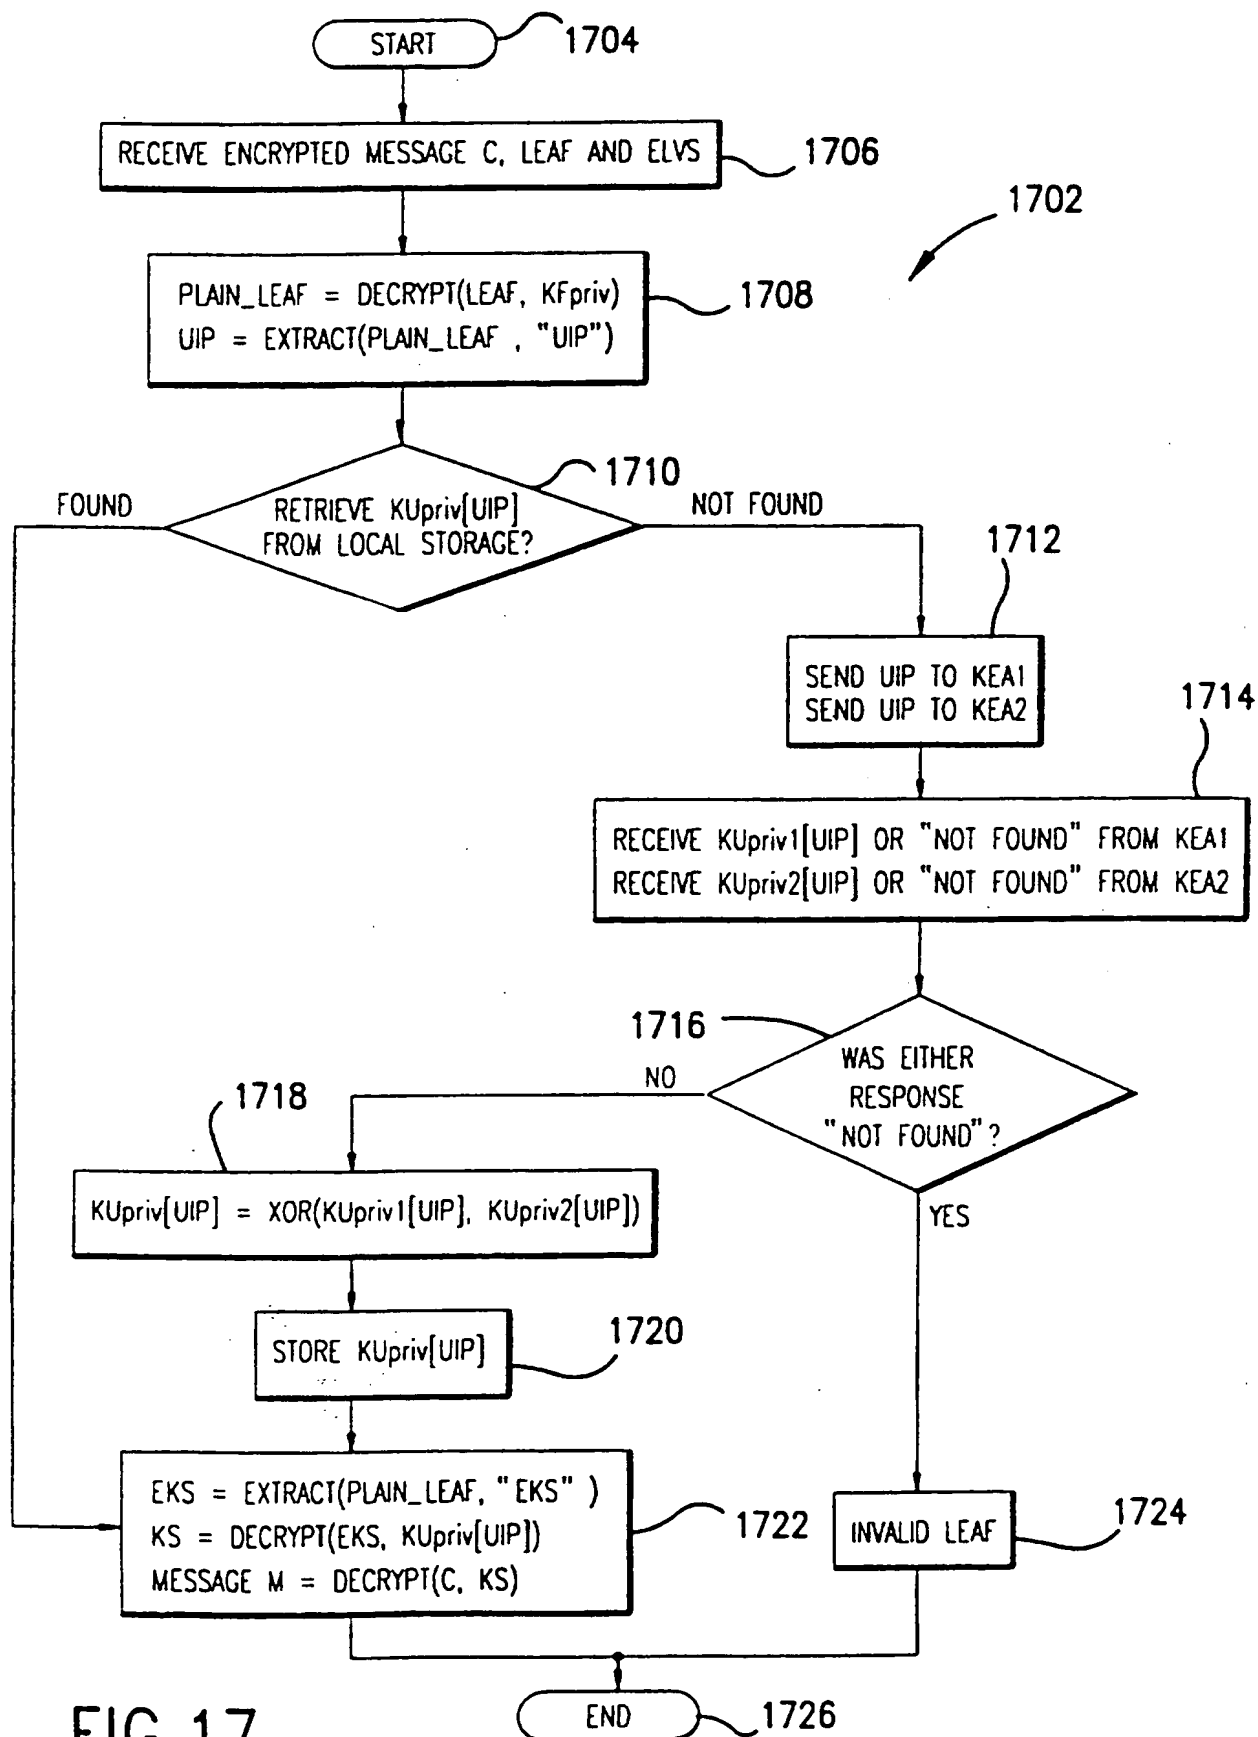 START
1704
RECEIVE ENCRYPTED MESSAGE C, LEAF AND ELVS
1706
1702
PLAIN_LEAF = DECRYPT(LEAF, KFpriv)
UIP = EXTRACT(PLAIN_LEAF , "UIP")
1708
1710
FOUND
RETRIEVE KUpriv[UIP]
FROM LOCAL STORAGE?
NOT FOUND
1712
SEND UIP TO KEA1
SEND UIP TO KEA2
1714
RECEIVE KUpriv1[UIP] OR "NOT FOUND" FROM KEA1
RECEIVE KUpriv2[UIP] OR "NOT FOUND" FROM KEA2
1716
WAS EITHER
RESPONSE
"NOT FOUND"?
NO
YES
1718
KUpriv[UIP] = XOR(KUpriv1[UIP], KUpriv2[UIP])
STORE KUpriv[UIP]
1720
EKS = EXTRACT(PLAIN_LEAF, "EKS" )
KS = DECRYPT(EKS, KUpriv[UIP])
MESSAGE M = DECRYPT(C, KS)
1722
INVALID LEAF
1724
END
1726
FIG.17